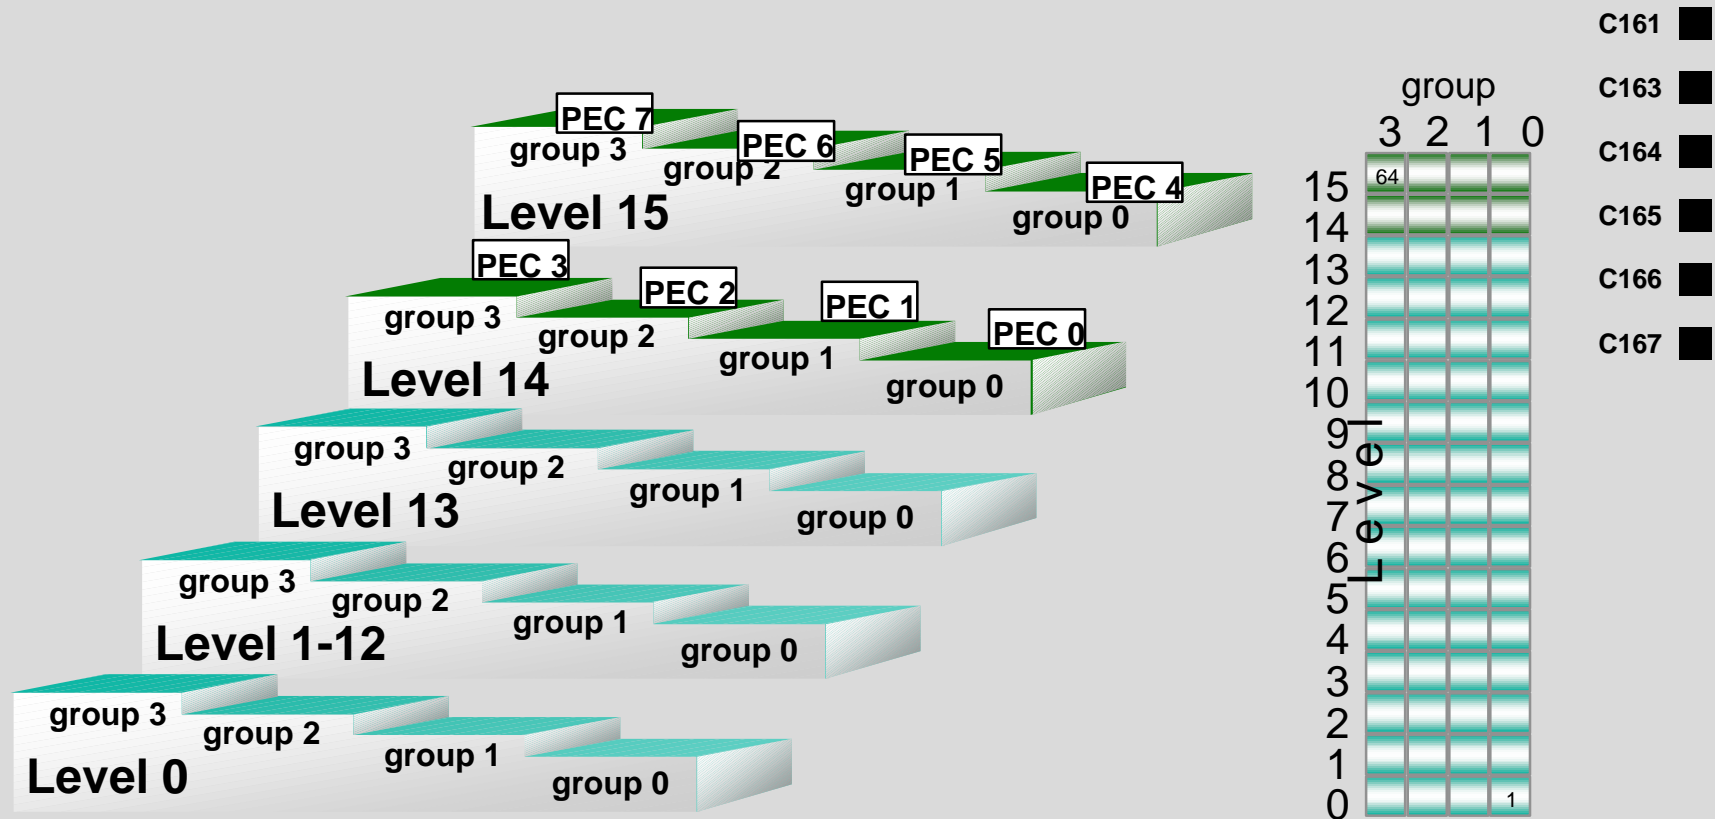 PEC 7
PEC 6
PEC 5
PEC 4
group 3
group 2
group 1
group 0
Level 15
PEC 3
PEC 2
PEC 1
PEC 0
group 3
group 2
group 1
group 0
Level 14
group 3
group 2
group 1
group 0
Level 13
group 3
group 2
group 1
group 0
Level 1-12
group 3
group 2
group 1
group 0
Level 0
group
3 2 1 0
15 64
14
13
12
11
10
9
8
7
6
5
4
3
2
1
0 1
Level
C161
C163
C164
C165
C166
C167